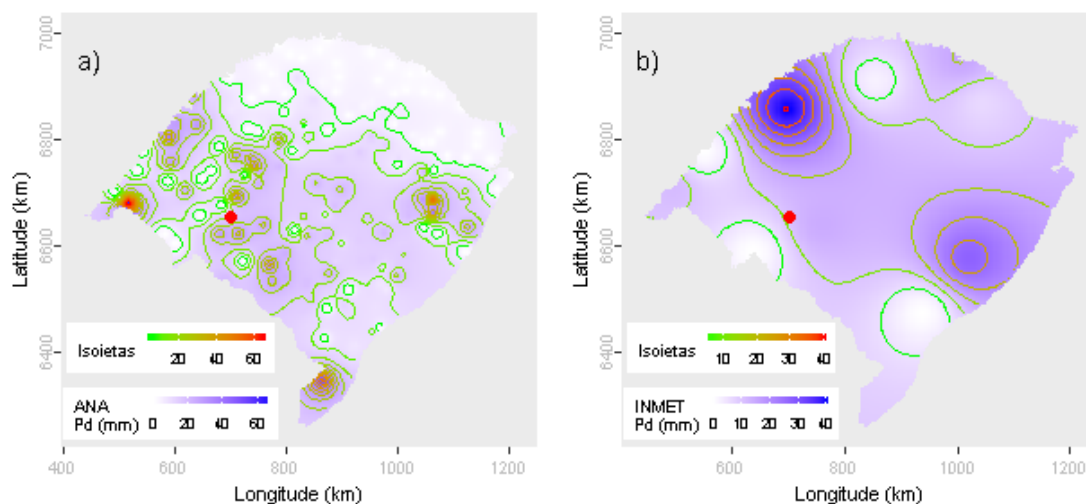 a)
7000
6800
6600
6400
Latitude (km)
Isoietas
20 40 60
ANA
Pd (mm) 0 20 40 60
400 600 800 1000 1200
Longitude (km)
b)
7000
6800
6600
6400
Latitude (km)
Isoietas
10 20 30 40
INMET
Pd (mm) 0 10 20 30 40
600 800 1000 1200
Longitude (km)